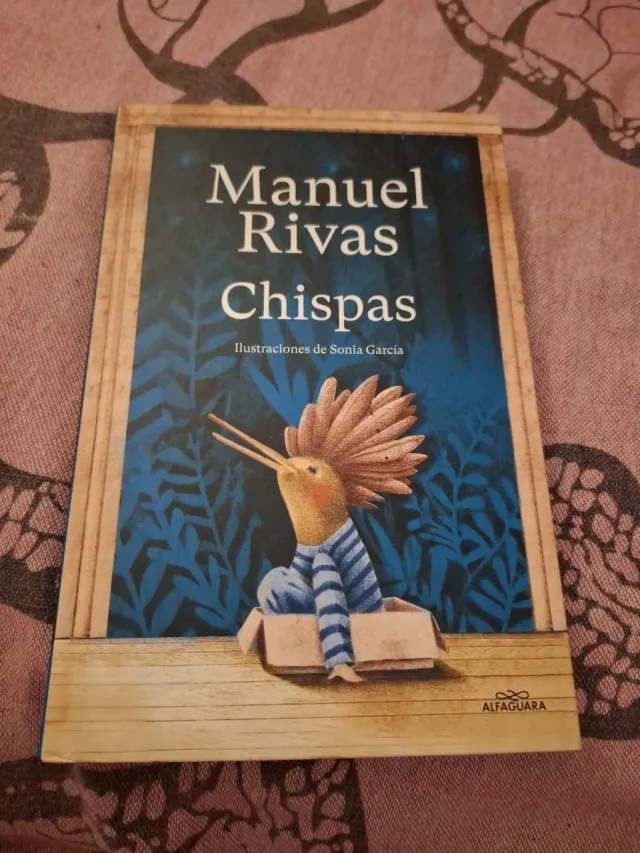 Manuel
Rivas
Chispas
Ilustraciones de Sonia García
ALFAGUARA